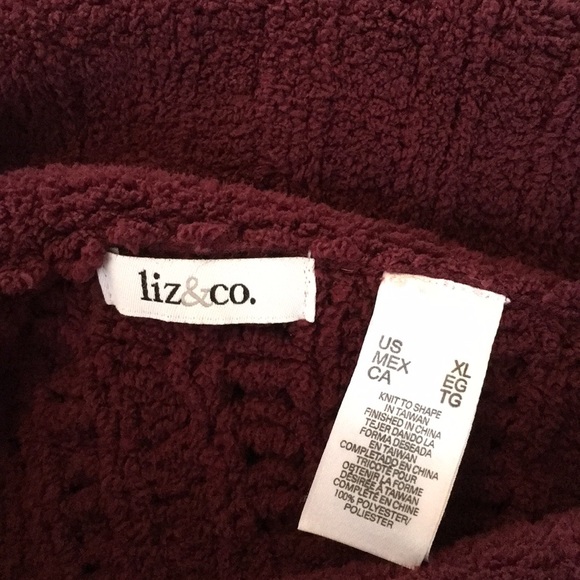 liz&co.
US XL
MEX EG
CA TG
KNIT TO SHAPE
IN TAIWAN
FINISHED IN CHINA
TEJER DANDO LA
FORMA DESEADA
EN TAIWAN
COMPLETADO EN CHINA
TRICOTÉ POUR
OBTENIR LA FORME
DÉSIRÉE À TAIWAN
COMPLÉTÉ EN CHINE
100% POLYESTER/
POLIESTER